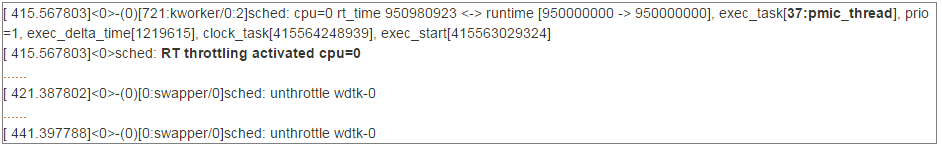 [ 415.567803]<0>-(0)[721:kworker/0:2]sched: cpu=0 rt_time 950980923 <-> runtime [950000000 -> 950000000], exec_task[37:pmic_thread], prio
=1, exec_delta_time[1219615], clock_task[415564248939], exec_start[415563029324]
[ 415.567803]<0>sched: RT throttling activated cpu=0
......
[ 421.387802]<0>-(0)[0:swapper/0]sched: unthrottle wdtk-0
......
[ 441.397788]<0>-(0)[0:swapper/0]sched: unthrottle wdtk-0